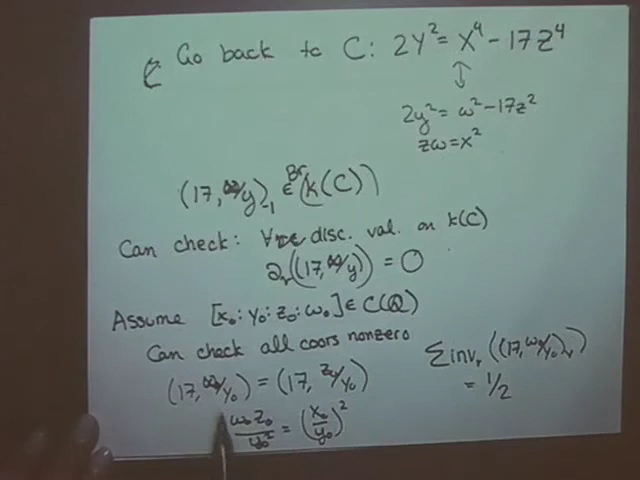 Go back to C: 2Y² = X⁴ - 17Z⁴
↕
2y² = w² - 17z²
zw = x²
(17, w/y)₋₁ ∈ Br(k(C))
Can check: ∀ disc. val. on k(C)
∂ᵥ((17, w/y)) = 0
Assume [x₀: y₀: z₀: w₀] ∈ C(Q)
Can check all coors nonzero
(17, w₀/y₀) = (17, z₀/y₀)
w₀z₀/y₀² = (x₀/y₀)²
Σ invᵥ((17, w₀/y₀)ᵥ)
= 1/2